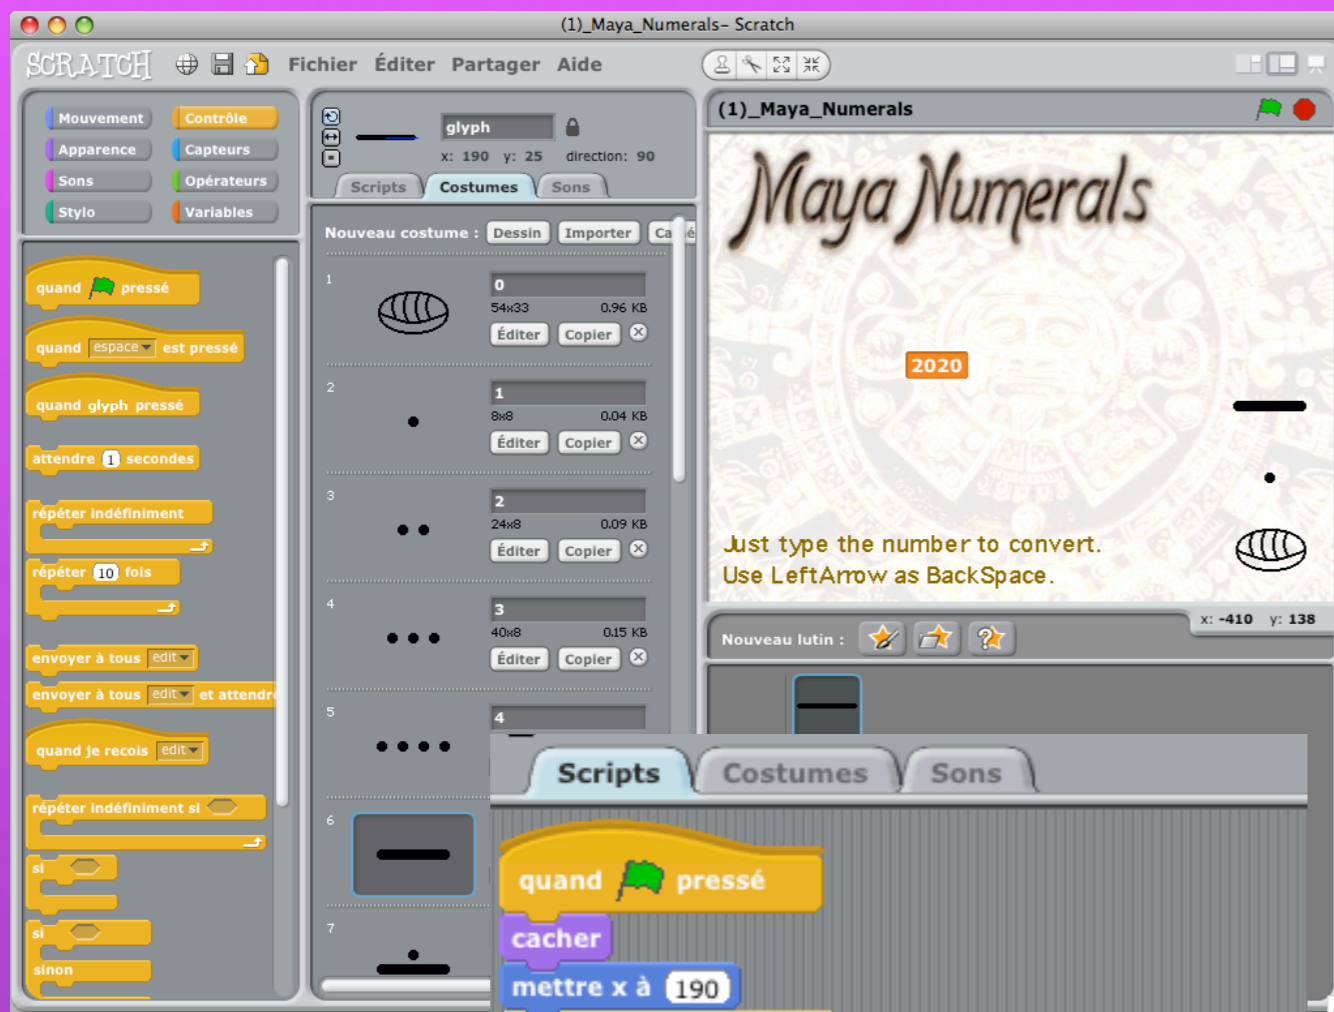 (1)_Maya_Numerals- Scratch
SCRATCH
Fichier Éditer Partager Aide
Mouvement Contrôle
Apparence Capteurs
Sons Opérateurs
Stylo Variables
quand pressé
quand espace est pressé
quand glyph pressé
attendre 1 secondes
répéter indéfiniment
répéter 10 fois
envoyer à tous edit
envoyer à tous edit et attendre
quand je recois edit
répéter indéfiniment si
si
si
sinon
glyph
x: 190 y: 25 direction: 90
Scripts Costumes Sons
Nouveau costume : Dessin Importer
1
0
54x33 0.96 KB
Éditer Copier
2
1
8x8 0.04 KB
Éditer Copier
3
2
24x8 0.09 KB
Éditer Copier
4
3
40x8 0.15 KB
Éditer Copier
5
4
6
7
(1)_Maya_Numerals
Maya Numerals
2020
Just type the number to convert.
Use LeftArrow as BackSpace.
x: -410 y: 138
Nouveau lutin :
Scripts Costumes Sons
quand pressé
cacher
mettre x à 190